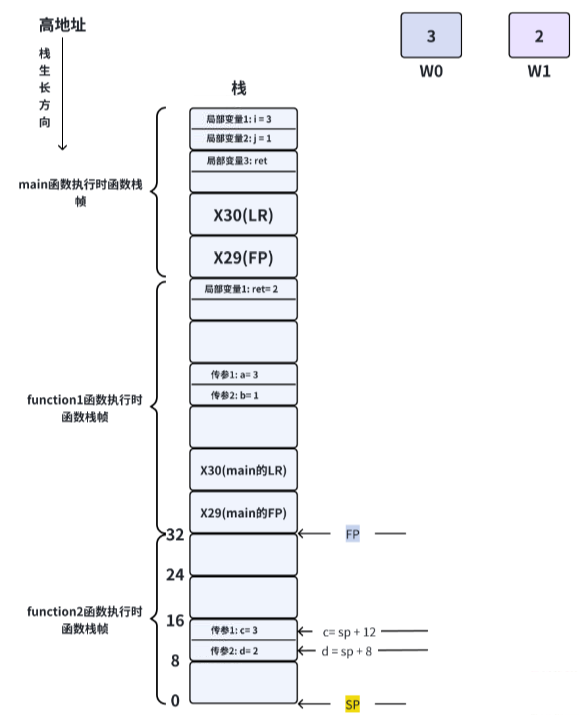 高地址
栈生长方向
3
2
W0
W1
栈
局部变量1: i = 3
局部变量2: j = 1
局部变量3: ret
main函数执行时函数栈
帧
X30(LR)
X29(FP)
局部变量1: ret= 2
传参1: a= 3
传参2: b= 1
function1函数执行时
函数栈帧
X30(main的LR)
X29(main的FP)
32
FP
24
function2函数执行时
函数栈帧
16
传参1: c= 3
c= sp + 12
传参2: d= 2
d = sp + 8
8
0
SP